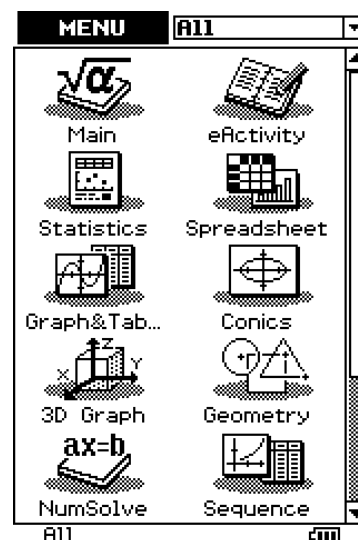 MENU All
√α
Main eActivity
Statistics Spreadsheet
Graph&Tab... Conics
Z
X Y
3D Graph Geometry
ax=b
NumSolve Sequence
All